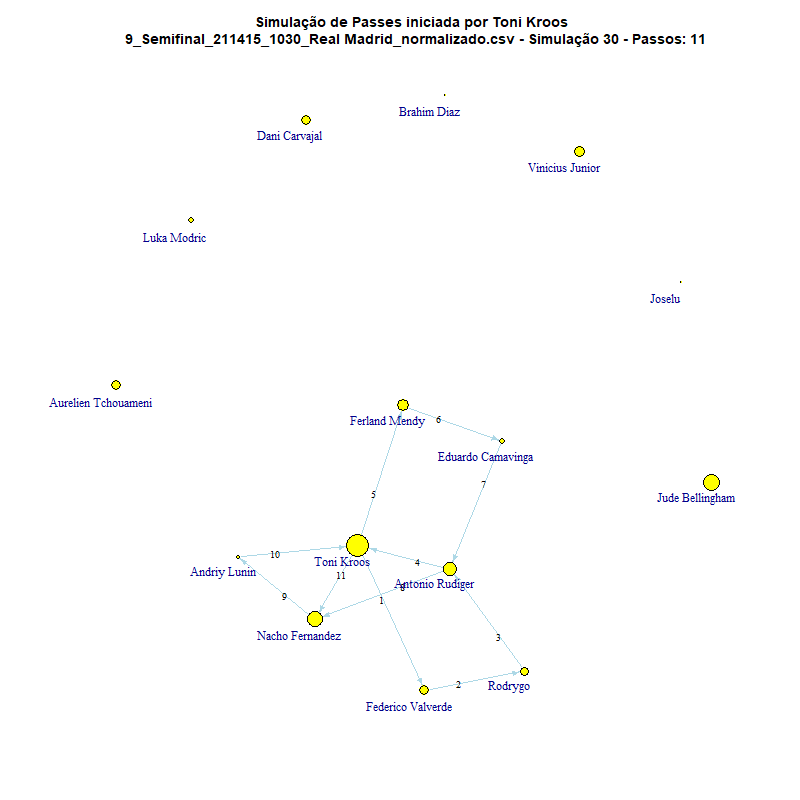 Simulação de Passes iniciada por Toni Kroos
9_Semifinal_211415_1030_Real Madrid_normalizado.csv - Simulação 30 - Passos: 11
Brahim Diaz
Dani Carvajal
Vinicius Junior
Luka Modric
Joselu
Aurelien Tchouameni
Ferland Mendy
6
Eduardo Camavinga
7
5
Jude Bellingham
10
4
Toni Kroos
Andriy Lunin
11
Antonio Rudiger
8
9
1
Nacho Fernandez
3
2
Rodrygo
Federico Valverde